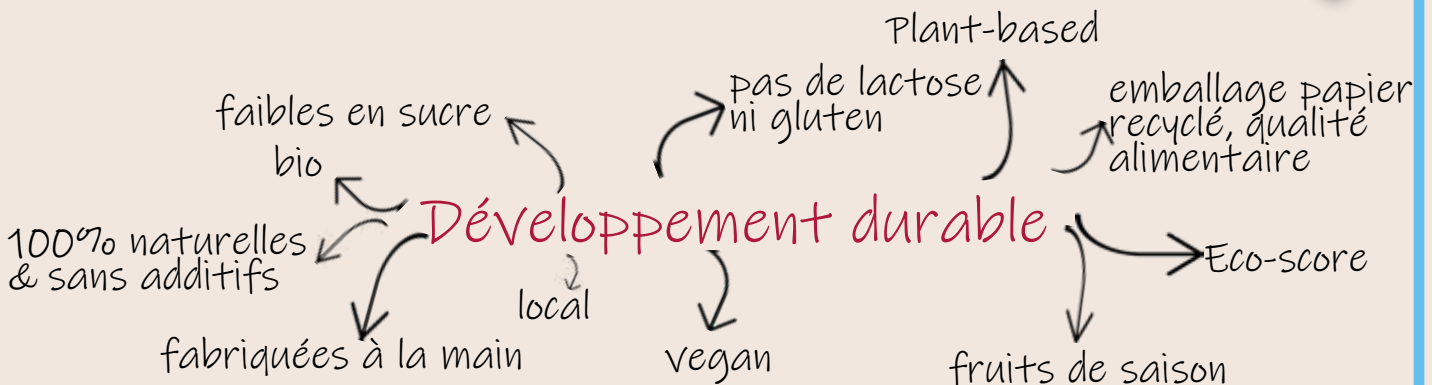 Plant-based
pas de lactose
ni gluten
emballage papier
recyclé, qualité
alimentaire
faibles en sucre
bio
Développement durable
100% naturelles
& sans additifs
Eco-score
local
fabriquées à la main
vegan
fruits de saison